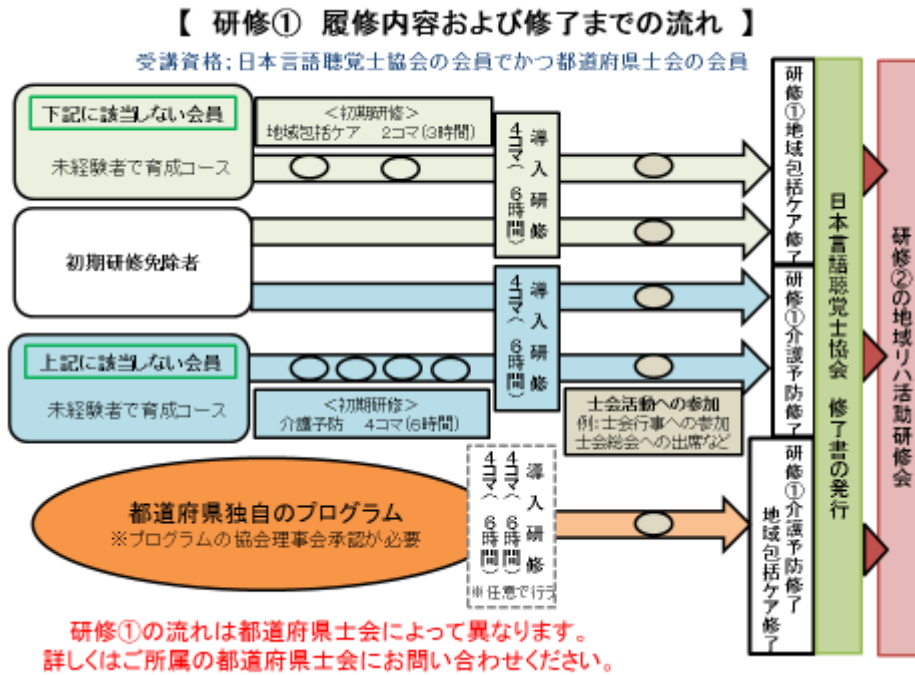 【 研修① 履修内容および修了までの流れ 】
受講資格；日本言語聴覚士協会の会員でかつ都道府県士会の会員
下記に該当しない会員
未経験者で育成コース
＜初期研修＞
地域包括ケア 2コマ(3時間)
導入研修
4コマ(6時間)
初期研修免除者
導入研修
4コマ(6時間)
上記に該当しない会員
未経験者で育成コース
＜初期研修＞
介護予防 4コマ(6時間)
士会活動への参加
例：士会行事への参加
士会総会への出席など
都道府県独自のプログラム
※プログラムの協会理事会承認が必要
導入研修
4コマ(6時間)
4コマ(6時間)
※任意で行う
研修①地域包括ケア修了
研修①介護予防修了
研修①介護予防修了
地域包括ケア修了
日本言語聴覚士協会 修了書の発行
研修②の地域リハ活動研修会
研修①の流れは都道府県士会によって異なります。
詳しくはご所属の都道府県士会にお問い合わせください。